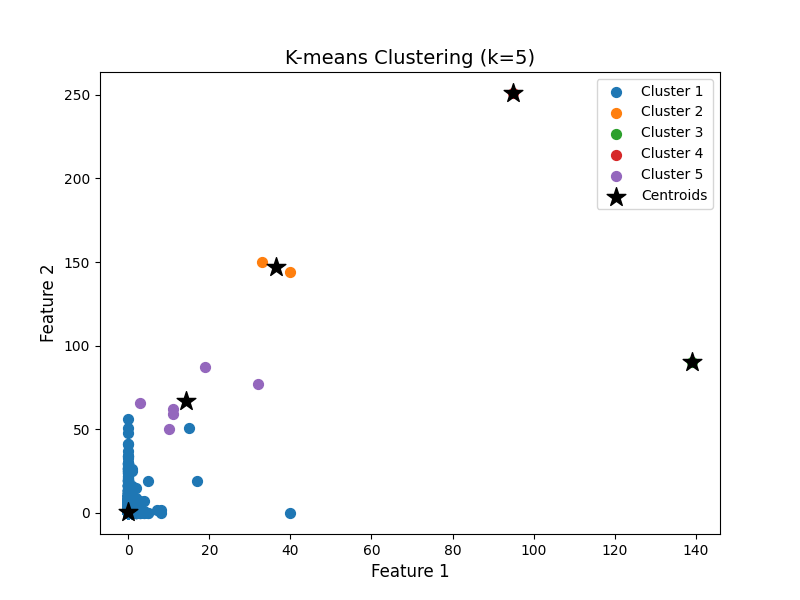 K-means Clustering (k=5)
Cluster 1
Cluster 2
Cluster 3
Cluster 4
Cluster 5
Centroids
Feature 2
250
200
150
100
50
0
0 20 40 60 80 100 120 140
Feature 1